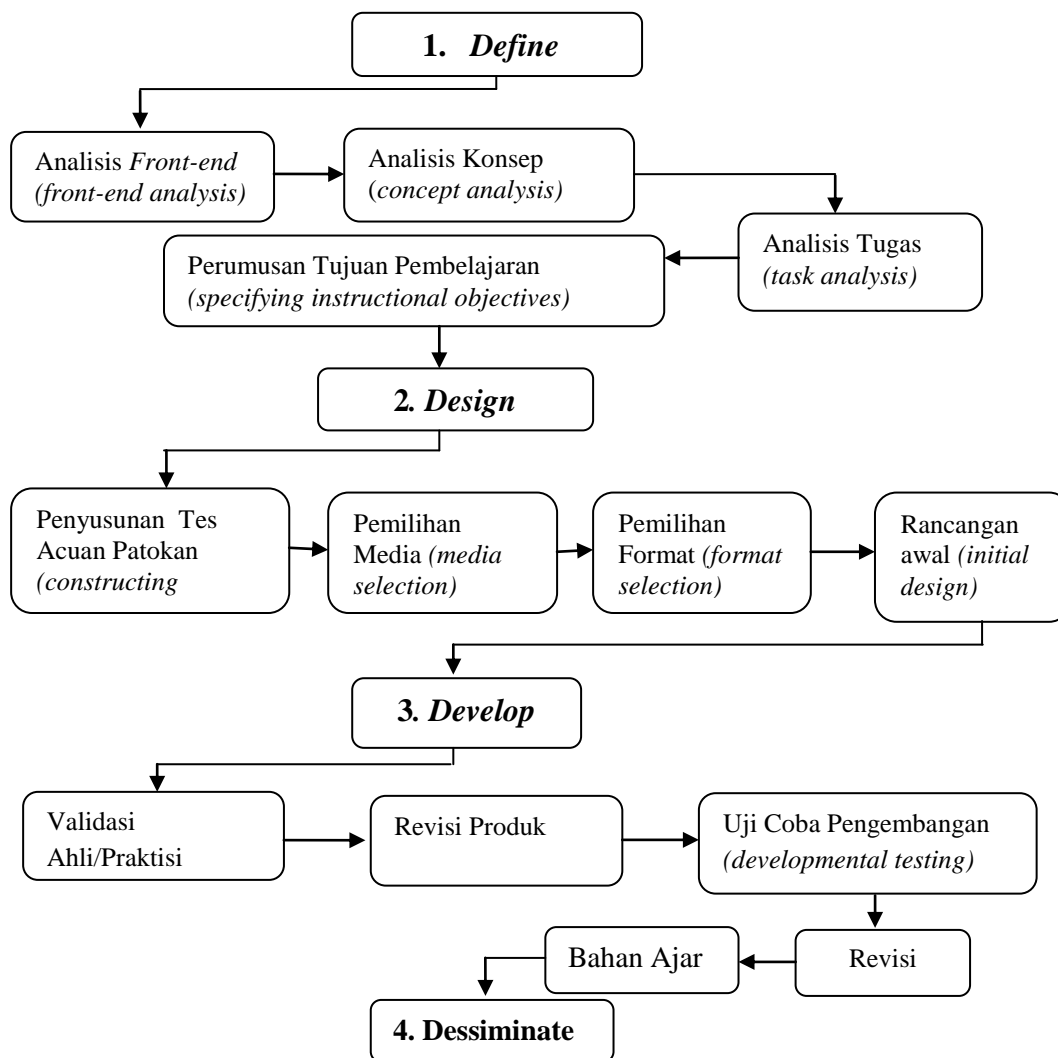 1. Define
Analisis Front-end
(front-end analysis)
Analisis Konsep
(concept analysis)
Analisis Tugas
(task analysis)
Perumusan Tujuan Pembelajaran
(specifying instructional objectives)
2. Design
Penyusunan Tes
Acuan Patokan
(constructing
Pemilihan
Media (media
selection)
Pemilihan
Format (format
selection)
Rancangan
awal (initial
design)
3. Develop
Validasi
Ahli/Praktisi
Revisi Produk
Uji Coba Pengembangan
(developmental testing)
Revisi
Bahan Ajar
4. Dessiminate